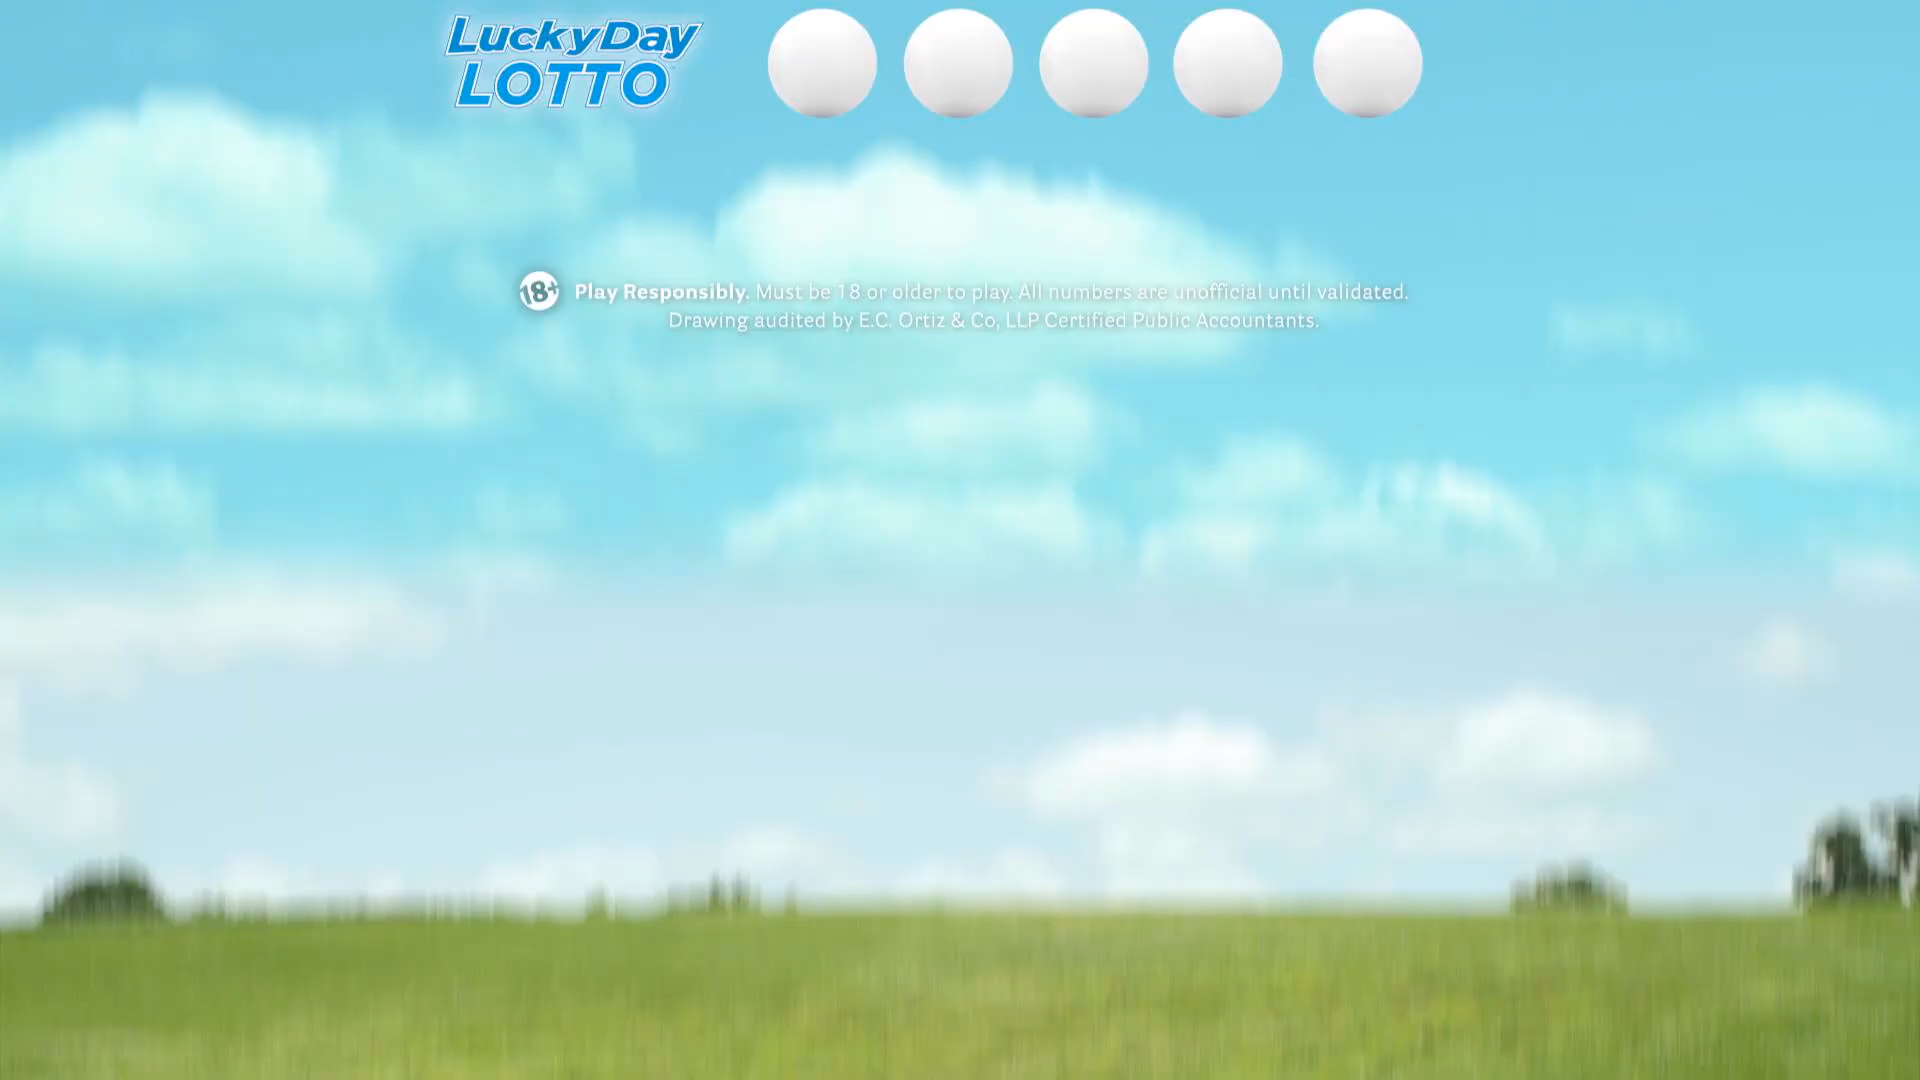 LuckyDay
LOTTO
18+ Play Responsibly. Must be 18 or older to play. All numbers are unofficial until validated.
Drawing audited by E.C. Ortiz & Co, LLP Certified Public Accountants.